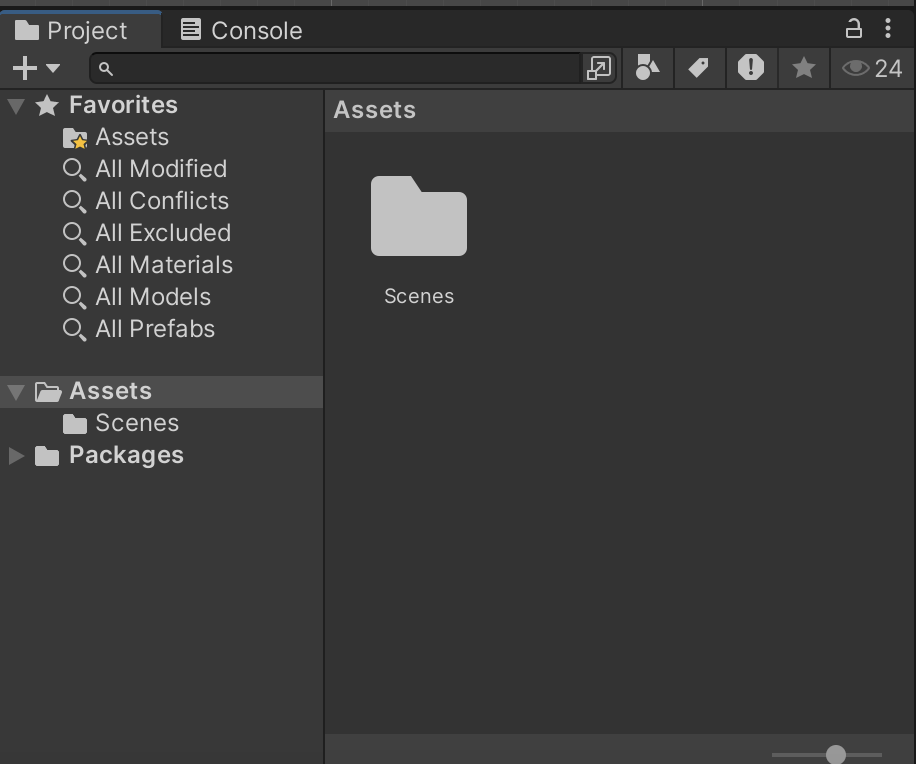 Project
Console
24
Favorites
Assets
All Modified
All Conflicts
All Excluded
All Materials
All Models
All Prefabs
Assets
Scenes
Packages
Assets
Scenes